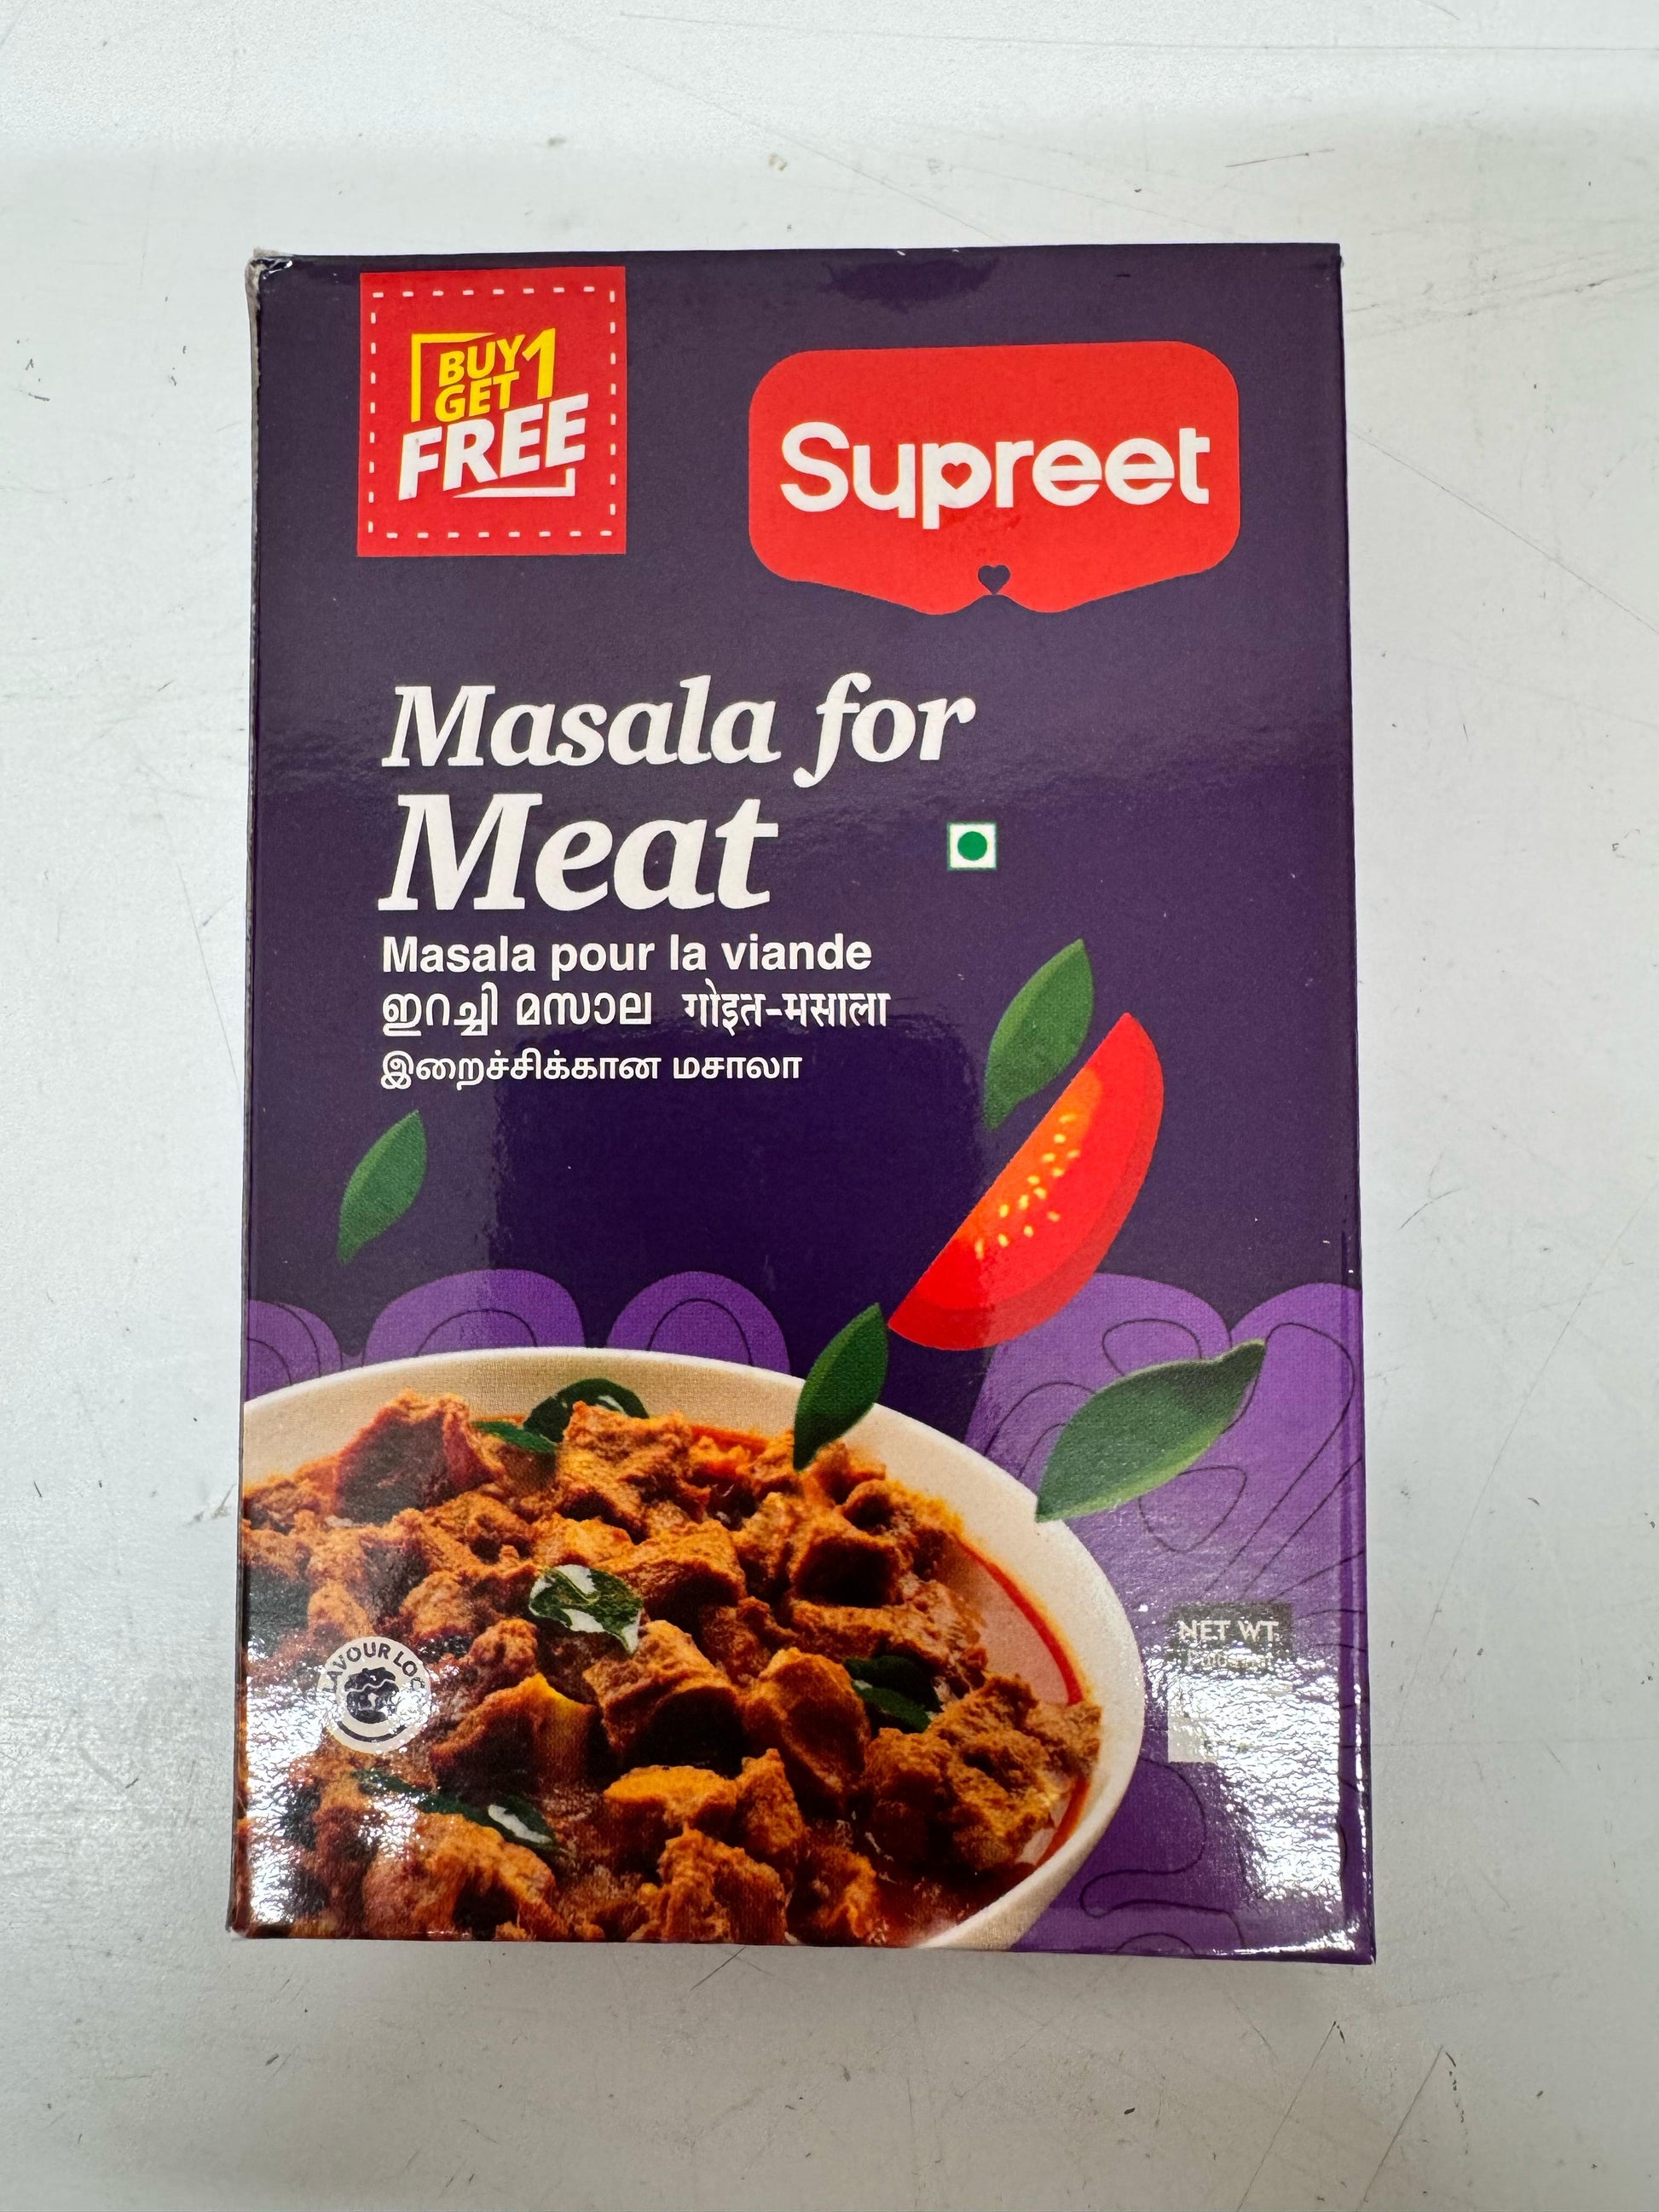 BUY 1
GET
FREE
Supreet
Masala for
Meat
Masala pour la viande
ഇറച്ചി മസാല गोइत-मसाला
இறைச்சிக்கான மசாலா
NET WT.